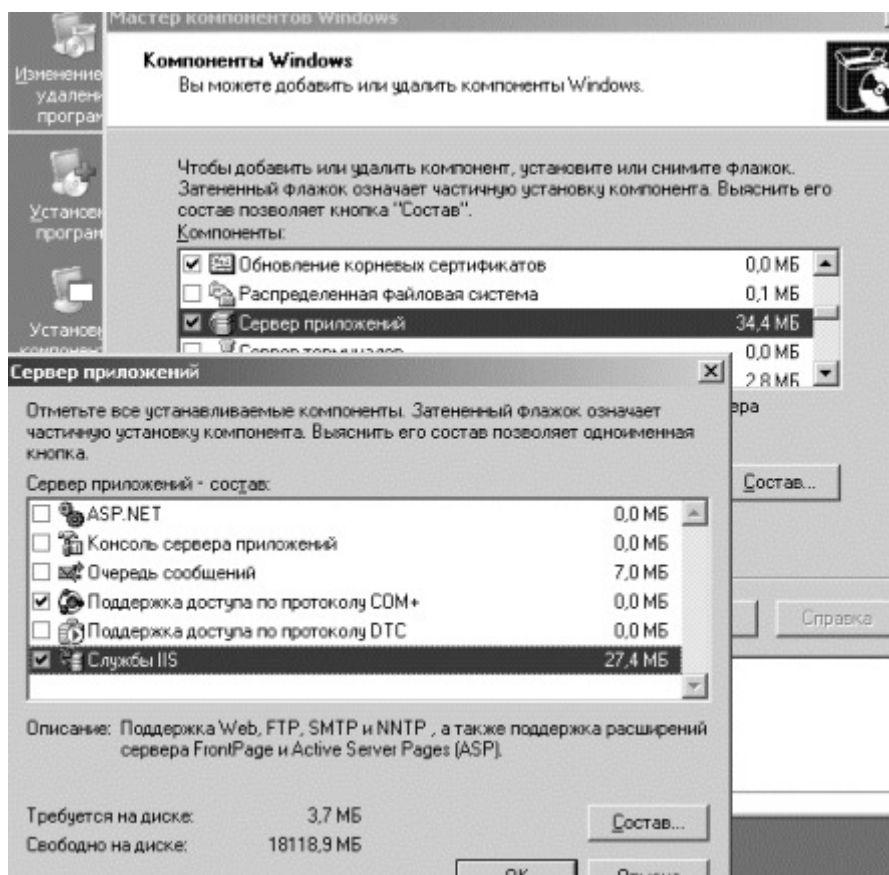 Мастер компонентов Windows
Компоненты Windows
Вы можете добавить или удалить компоненты Windows.
Изменение
удален
програм
Чтобы добавить или удалить компонент, установите или снимите флажок.
Затененный флажок означает частичную установку компонента. Выяснить его
состав позволяет кнопка "Состав".
Компоненты:
Установ
програм
Обновление корневых сертификатов 0,0 МБ
Распределенная файловая система 0,1 МБ
Сервер приложений 34,4 МБ
Установ
Сервер терминалов 0,0 МБ
2,8 МБ
ера
Состав...
Справка
Сервер приложений
Отметьте все устанавливаемые компоненты. Затененный флажок означает
частичную установку компонента. Выяснить его состав позволяет одноименная
кнопка.
Сервер приложений - состав:
ASP.NET 0,0 МБ
Консоль сервера приложений 0,0 МБ
Очередь сообщений 7,0 МБ
Поддержка доступа по протоколу COM+ 0,0 МБ
Поддержка доступа по протоколу DTC 0,0 МБ
Службы IIS 27,4 МБ
Описание: Поддержка Web, FTP, SMTP и NNTP , а также поддержка расширений
сервера FrontPage и Active Server Pages (ASP).
Требуется на диске: 3,7 МБ
Состав...
Свободно на диске: 18118,9 МБ
OK Отмена